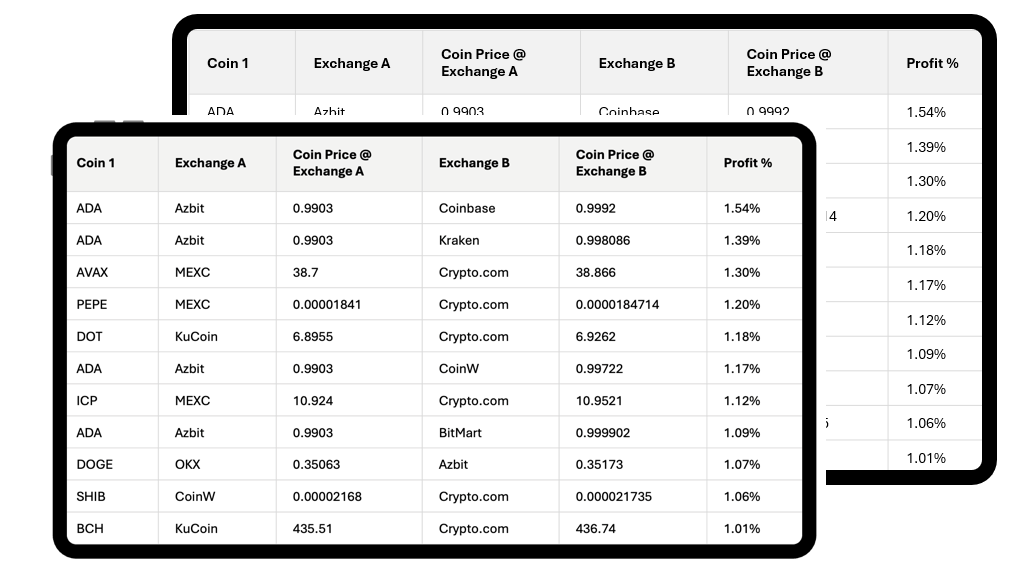 Coin 1 Exchange A Coin Price @ Exchange A Exchange B Coin Price @ Exchange B Profit %
ADA Azbit 0.9903 Coinbase 0.9992 1.54%
1.39%
1.30%
14 1.20%
1.18%
1.17%
1.12%
1.09%
1.07%
5 1.06%
1.01%
Coin 1 Exchange A Coin Price @ Exchange A Exchange B Coin Price @ Exchange B Profit %
ADA Azbit 0.9903 Coinbase 0.9992 1.54%
ADA Azbit 0.9903 Kraken 0.998086 1.39%
AVAX MEXC 38.7 Crypto.com 38.866 1.30%
PEPE MEXC 0.00001841 Crypto.com 0.0000184714 1.20%
DOT KuCoin 6.8955 Crypto.com 6.9262 1.18%
ADA Azbit 0.9903 CoinW 0.99722 1.17%
ICP MEXC 10.924 Crypto.com 10.9521 1.12%
ADA Azbit 0.9903 BitMart 0.999902 1.09%
DOGE OKX 0.35063 Azbit 0.35173 1.07%
SHIB CoinW 0.00002168 Crypto.com 0.000021735 1.06%
BCH KuCoin 435.51 Crypto.com 436.74 1.01%